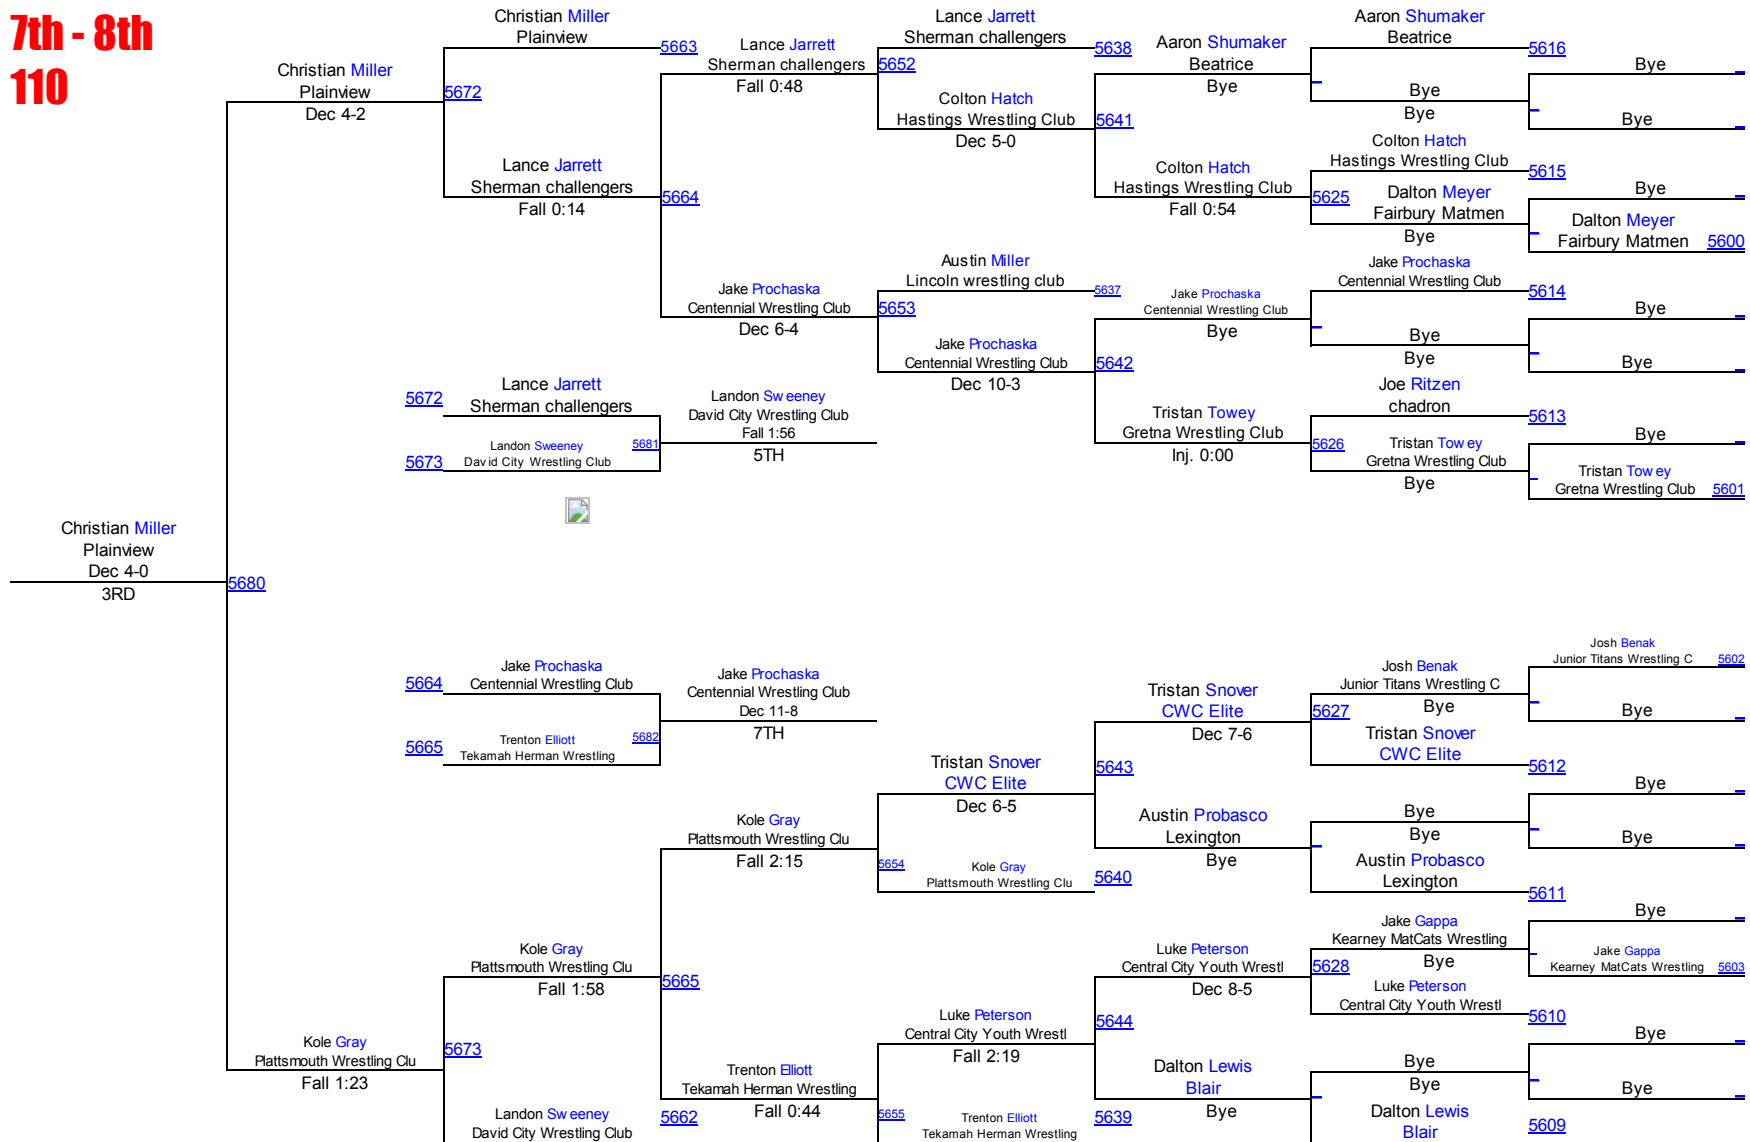 7th - 8th
110
Christian Miller
Plainview
5663
Lance Jarrett
Sherman challengers
5638
Aaron Shumaker
Beatrice
5616
Bye
Christian Miller
Plainview
Dec 4-2
5672
Lance Jarrett
Sherman challengers
Fall 0:48
5652
Aaron Shumaker
Beatrice
Bye
Bye
Bye
Bye
Colton Hatch
Hastings Wrestling Club
Dec 5-0
5641
Colton Hatch
Hastings Wrestling Club
5615
Bye
Lance Jarrett
Sherman challengers
Fall 0:14
5664
Colton Hatch
Hastings Wrestling Club
Fall 0:54
5625
Dalton Meyer
Fairbury Matmen
Bye
Dalton Meyer
Fairbury Matmen
5600
Austin Miller
Lincoln wrestling club
5637
Jake Prochaska
Centennial Wrestling Club
5614
Bye
Jake Prochaska
Centennial Wrestling Club
Dec 6-4
5653
Jake Prochaska
Centennial Wrestling Club
Bye
Bye
Bye
Bye
Jake Prochaska
Centennial Wrestling Club
Dec 10-3
5642
5672
Lance Jarrett
Sherman challengers
Landon Sweeney
David City Wrestling Club
Fall 1:56
5TH
Joe Ritzen
chadron
5613
Bye
5673
Landon Sweeney
David City Wrestling Club
5681
Tristan Towey
Gretna Wrestling Club
Inj. 0:00
5626
Tristan Towey
Gretna Wrestling Club
Bye
Tristan Towey
Gretna Wrestling Club
5601
Christian Miller
Plainview
Dec 4-0
3RD
5680
Josh Benak
Junior Titans Wrestling C
5602
5664
Jake Prochaska
Centennial Wrestling Club
Jake Prochaska
Centennial Wrestling Club
Dec 11-8
7TH
Tristan Snover
CWC Elite
Dec 7-6
Josh Benak
Junior Titans Wrestling C
Bye
5627
Bye
5665
Trenton Elliott
Tekamah Herman Wrestling
5682
Tristan Snover
CWC Elite
5612
Tristan Snover
CWC Elite
Dec 6-5
5643
Bye
Kole Gray
Plattsmouth Wrestling Clu
Fall 2:15
Austin Probasco
Lexington
Bye
Bye
Bye
Bye
5654
Kole Gray
Plattsmouth Wrestling Clu
5640
Austin Probasco
Lexington
5611
Bye
Kole Gray
Plattsmouth Wrestling Clu
Fall 1:58
5665
Luke Peterson
Central City Youth Wrestl
Dec 8-5
Jake Gappa
Kearney MatCats Wrestling
Bye
5628
Jake Gappa
Kearney MatCats Wrestling
5603
Luke Peterson
Central City Youth Wrestl
5610
Luke Peterson
Central City Youth Wrestl
Fall 2:19
5644
Bye
Kole Gray
Plattsmouth Wrestling Clu
Fall 1:23
5673
Trenton Elliott
Tekamah Herman Wrestling
Fall 0:44
Dalton Lewis
Blair
Bye
Bye
Bye
Bye
Landon Sweeney
David City Wrestling Club
5662
5655
Trenton Elliott
Tekamah Herman Wrestling
5639
Dalton Lewis
Blair
5609